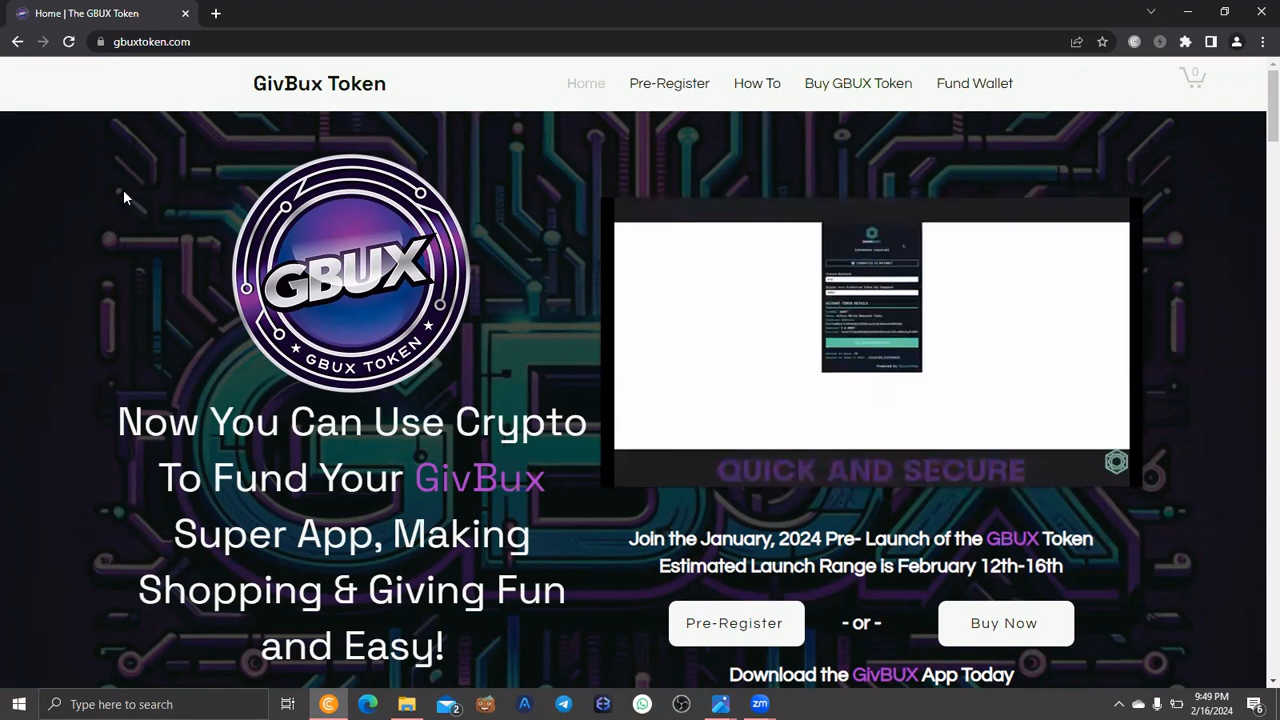 Home | The GBUX Token
gbuxtoken.com
GivBux Token
Home
Pre-Register
How To
Buy GBUX Token
Fund Wallet
0
GBUX
★ GBUX TOKEN ★
Now You Can Use Crypto
To Fund Your GivBux
Super App, Making
Shopping & Giving Fun
and Easy!
QUICK AND SECURE
Join the January, 2024 Pre- Launch of the GBUX Token
Estimated Launch Range is February 12th-16th
Pre-Register
- or -
Buy Now
Download the GivBUX App Today
Type here to search
2
zm
9:49 PM
2/16/2024
6